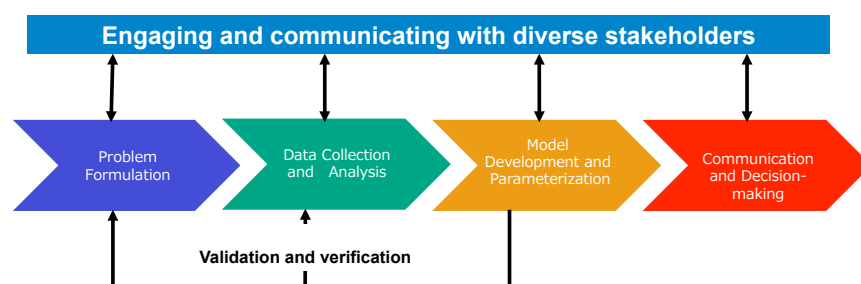 Engaging and communicating with diverse stakeholders
Problem
Formulation
Data Collection
and Analysis
Model
Development and
Parameterization
Communication
and Decision-
making
Validation and verification